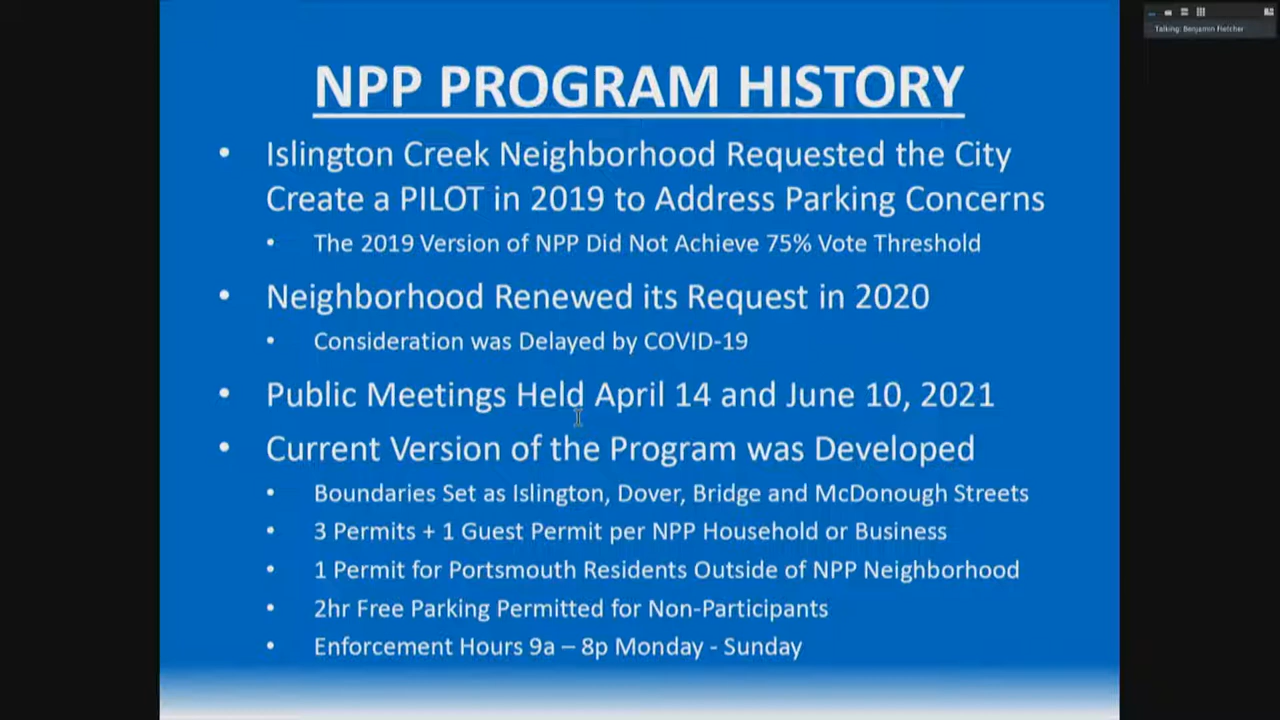 NPP PROGRAM HISTORY
• Islington Creek Neighborhood Requested the City
Create a PILOT in 2019 to Address Parking Concerns
• The 2019 Version of NPP Did Not Achieve 75% Vote Threshold
• Neighborhood Renewed its Request in 2020
• Consideration was Delayed by COVID-19
• Public Meetings Held April 14 and June 10, 2021
• Current Version of the Program was Developed
• Boundaries Set as Islington, Dover, Bridge and McDonough Streets
• 3 Permits + 1 Guest Permit per NPP Household or Business
• 1 Permit for Portsmouth Residents Outside of NPP Neighborhood
• 2hr Free Parking Permitted for Non-Participants
• Enforcement Hours 9a – 8p Monday - Sunday
Talking: Benjamin Fletcher